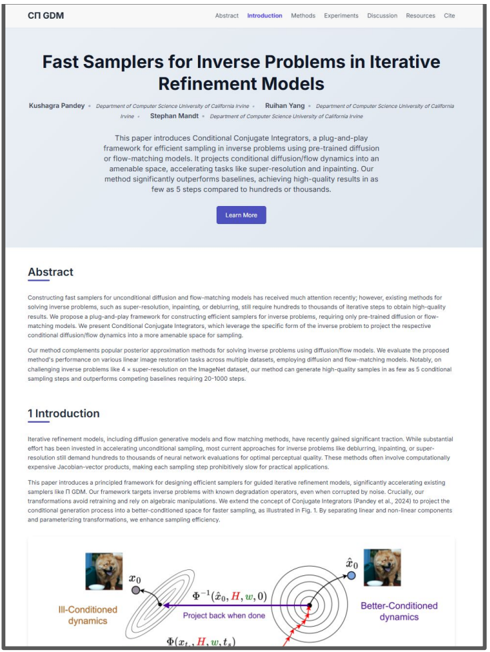 CΠ GDM
Abstract Introduction Methods Experiments Discussion Resources Cite
Fast Samplers for Inverse Problems in Iterative
Refinement Models
Kushagra Pandey • Department of Computer Science University of California Irvine • Ruihan Yang • Department of Computer Science University of California
Irvine • Stephan Mandt • Department of Computer Science University of California Irvine
This paper introduces Conditional Conjugate Integrators, a plug-and-play
framework for efficient sampling in inverse problems using pre-trained diffusion
or flow-matching models. It projects conditional diffusion/flow dynamics into an
amenable space, accelerating tasks like super-resolution and inpainting. Our
method significantly outperforms baselines, achieving high-quality results in as
few as 5 steps compared to hundreds or thousands.
Learn More
Abstract
Constructing fast samplers for unconditional diffusion and flow-matching models has received much attention recently; however, existing methods for
solving inverse problems, such as super-resolution, inpainting, or deblurring, still require hundreds to thousands of iterative steps to obtain high-quality
results. We propose a plug-and-play framework for constructing efficient samplers for inverse problems, requiring only pre-trained diffusion or flow-
matching models. We present Conditional Conjugate Integrators, which leverage the specific form of the inverse problem to project the respective
conditional diffusion/flow dynamics into a more amenable space for sampling.
Our method complements popular posterior approximation methods for solving inverse problems using diffusion/flow models. We evaluate the proposed
method's performance on various linear image restoration tasks across multiple datasets, employing diffusion and flow-matching models. Notably, on
challenging inverse problems like 4 × super-resolution on the ImageNet dataset, our method can generate high-quality samples in as few as 5 conditional
sampling steps and outperforms competing baselines requiring 20-1000 steps.
1 Introduction
Iterative refinement models, including diffusion generative models and flow matching methods, have recently gained significant traction. While substantial
effort has been invested in accelerating unconditional sampling, most current approaches for inverse problems like deblurring, inpainting, or super-
resolution still demand hundreds to thousands of neural network evaluations for optimal perceptual quality. These methods often involve computationally
expensive Jacobian-vector products, making each sampling step prohibitively slow for practical applications.
This paper introduces a principled framework for designing efficient samplers for guided iterative refinement models, significantly accelerating existing
samplers like Π GDM. Our framework targets inverse problems with known degradation operators, even when corrupted by noise. Crucially, our
transformations avoid retraining and rely on algebraic manipulations. We extend the concept of Conjugate Integrators (Pandey et al., 2024) to project the
conditional generation process into a better-conditioned space for faster sampling, as illustrated in Fig. 1. By separating linear and non-linear components
and parameterizing transformations, we enhance sampling efficiency.
x₀
x̂₀
Φ⁻¹(x̂₀, H, w, 0)
Project back when done
Ill-Conditioned
dynamics
Better-Conditioned
dynamics
Φ(xₜₛ, H, w, tₛ)